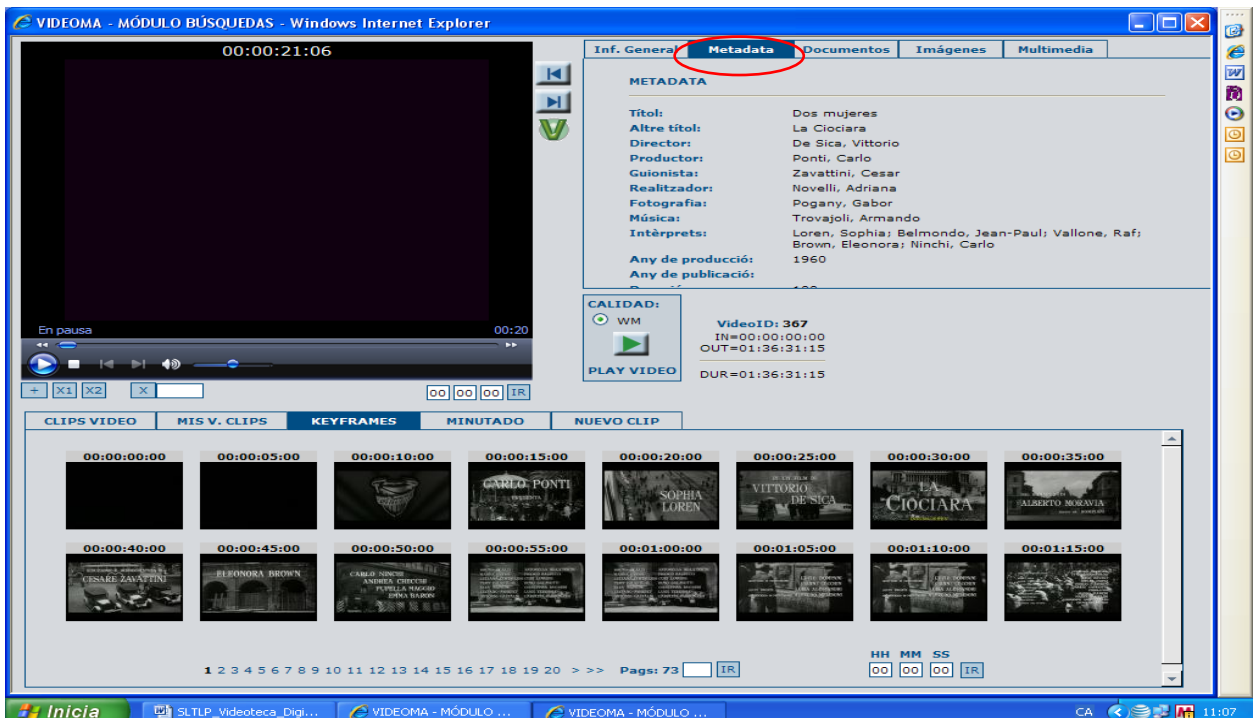 VIDEOMA - MÓDULO BÚSQUEDAS - Windows Internet Explorer
00:00:21:06
Inf. General Metadata Documentos Imágenes Multimedia
METADATA
Títol: Dos mujeres
Altre títol: La Ciociara
Director: De Sica, Vittorio
Productor: Ponti, Carlo
Guionista: Zavattini, Cesar
Realitzador: Novelli, Adriana
Fotografia: Pogany, Gabor
Música: Trovajoli, Armando
Intèrprets: Loren, Sophia; Belmondo, Jean-Paul; Vallone, Raf;
Brown, Eleonora; Ninchi, Carlo
Any de producció: 1960
Any de publicació:
En pausa 00:20
CALIDAD:
WM
PLAY VIDEO
VideoID: 367
IN=00:00:00:00
OUT=01:36:31:15
DUR=01:36:31:15
+ X1 X2 X 00 00 00 IR
CLIPS VIDEO MIS V. CLIPS KEYFRAMES MINUTADO NUEVO CLIP
00:00:00:00 00:00:05:00 00:00:10:00 00:00:15:00 00:00:20:00 00:00:25:00 00:00:30:00 00:00:35:00
CARLO PONTI
PRESENTA
SOPHIA
LOREN
VITTORIO
DE SICA
LA
CIOCIARA
ALBERTO MORAVIA
00:00:40:00 00:00:45:00 00:00:50:00 00:00:55:00 00:01:00:00 00:01:05:00 00:01:10:00 00:01:15:00
CESARE ZAVATTINI
ELEONORA BROWN
CARLO NINCHI
ANDREA CHECCHI
PUPELLA MAGGIO
EMMA BARON
1 2 3 4 5 6 7 8 9 10 11 12 13 14 15 16 17 18 19 20 > >> Pags: 73 IR
HH MM SS
00 00 00 IR
Inicia SLTLP_Videoteca_Digi... VIDEOMA - MÓDULO ... VIDEOMA - MÓDULO ... CA 11:07